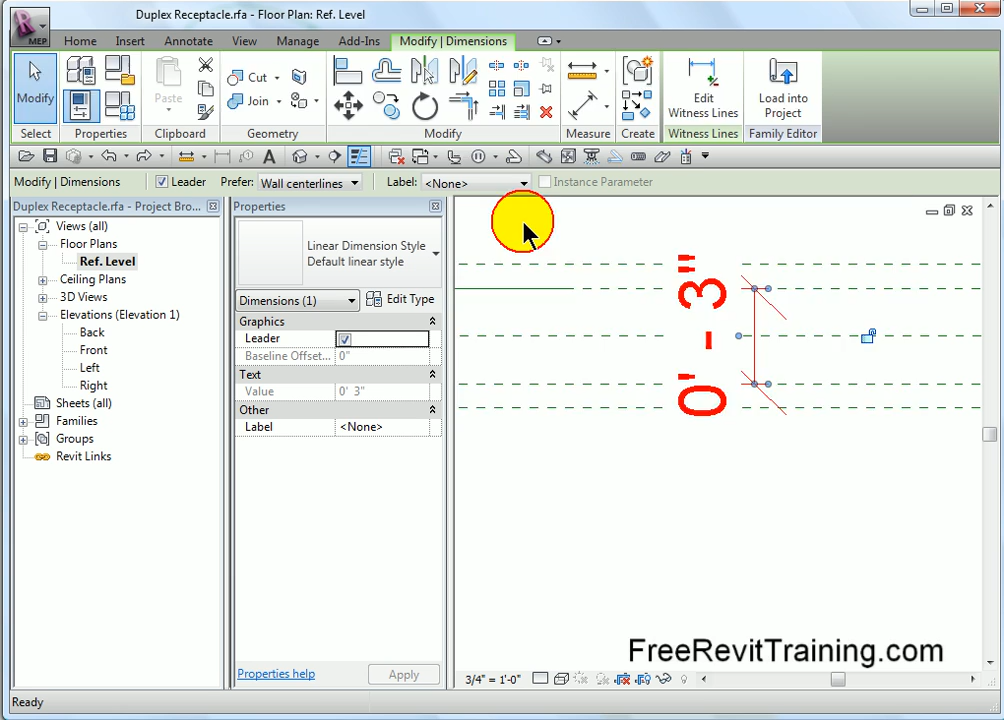 Duplex Receptacle.rfa - Floor Plan: Ref. Level
MEP
Home Insert Annotate View Manage Add-Ins Modify | Dimensions
Modify
Paste
Cut
Join
Edit
Witness Lines
Load into
Project
Select Properties Clipboard Geometry Modify Measure Create Witness Lines Family Editor
Modify | Dimensions Leader Prefer: Wall centerlines Label: <None> Instance Parameter
Duplex Receptacle.rfa - Project Bro...
Views (all)
Floor Plans
Ref. Level
Ceiling Plans
3D Views
Elevations (Elevation 1)
Back
Front
Left
Right
Sheets (all)
Families
Groups
Revit Links
Properties
Linear Dimension Style
Default linear style
Dimensions (1) Edit Type
Graphics
Leader
Baseline Offset... 0"
Text
Value 0' 3"
Other
Label <None>
Properties help Apply
0' - 3"
FreeRevitTraining.com
3/4" = 1'-0"
Ready